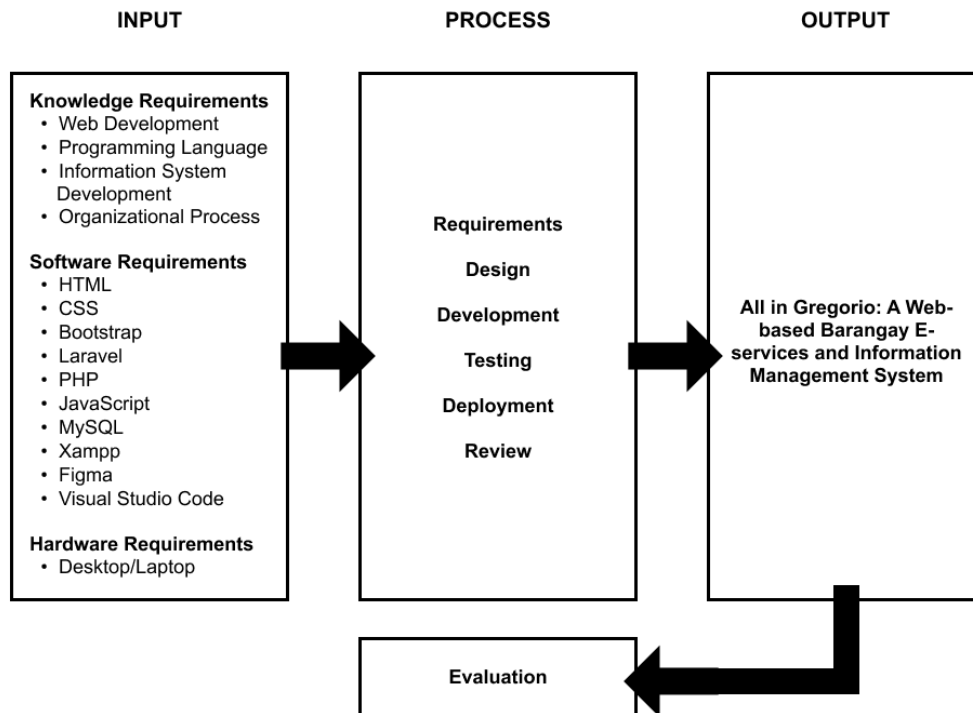 INPUT
PROCESS
OUTPUT
Knowledge Requirements
• Web Development
• Programming Language
• Information System
Development
• Organizational Process
Software Requirements
• HTML
• CSS
• Bootstrap
• Laravel
• PHP
• JavaScript
• MySQL
• Xampp
• Figma
• Visual Studio Code
Hardware Requirements
• Desktop/Laptop
Requirements
Design
Development
Testing
Deployment
Review
All in Gregorio: A Web-
based Barangay E-
services and Information
Management System
Evaluation